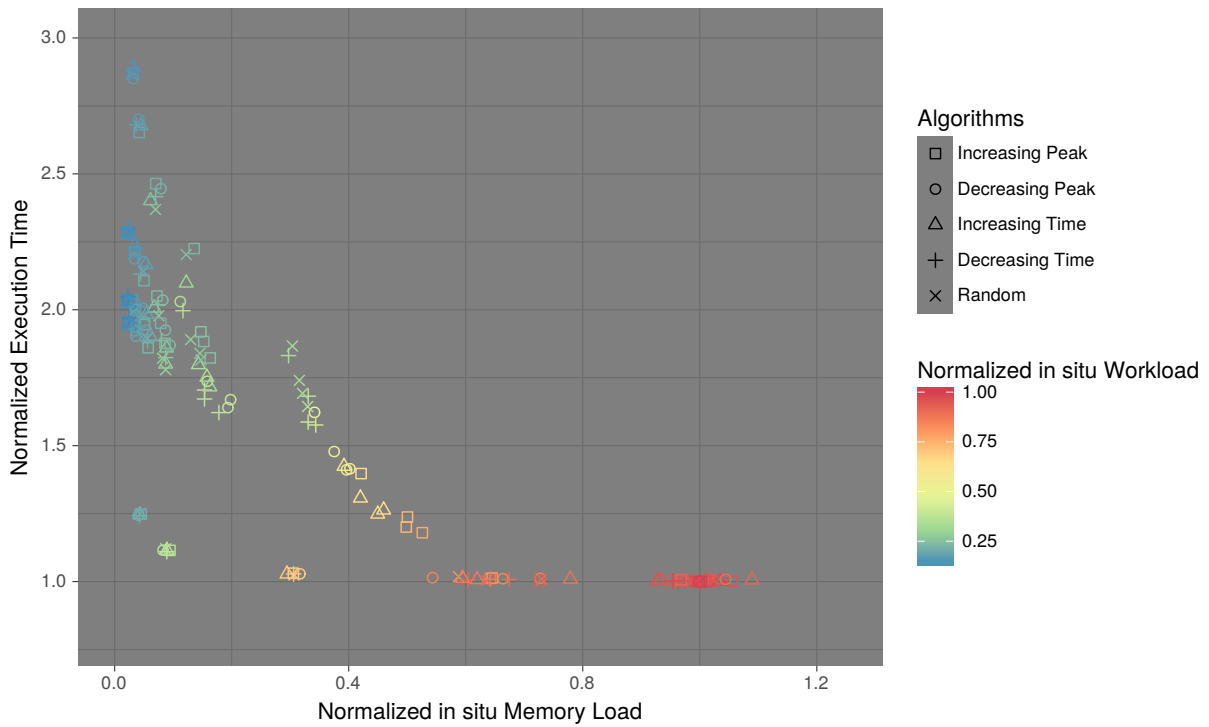 3.0
2.5
2.0
1.5
1.0
Normalized Execution Time
0.0
0.4
0.8
1.2
Normalized in situ Memory Load
Algorithms
Increasing Peak
Decreasing Peak
Increasing Time
Decreasing Time
Random
Normalized in situ Workload
1.00
0.75
0.50
0.25